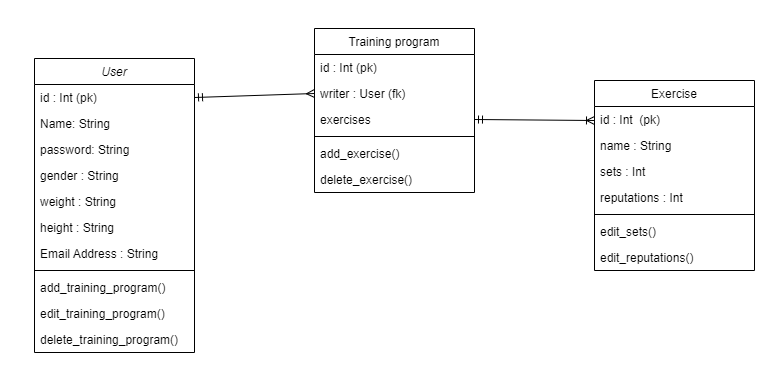 User
id : Int (pk)
Name: String
password: String
gender : String
weight : String
height : String
Email Address : String
add_training_program()
edit_training_program()
delete_training_program()
Training program
id : Int (pk)
writer : User (fk)
exercises
add_exercise()
delete_exercise()
Exercise
id : Int (pk)
name : String
sets : Int
reputations : Int
edit_sets()
edit_reputations()